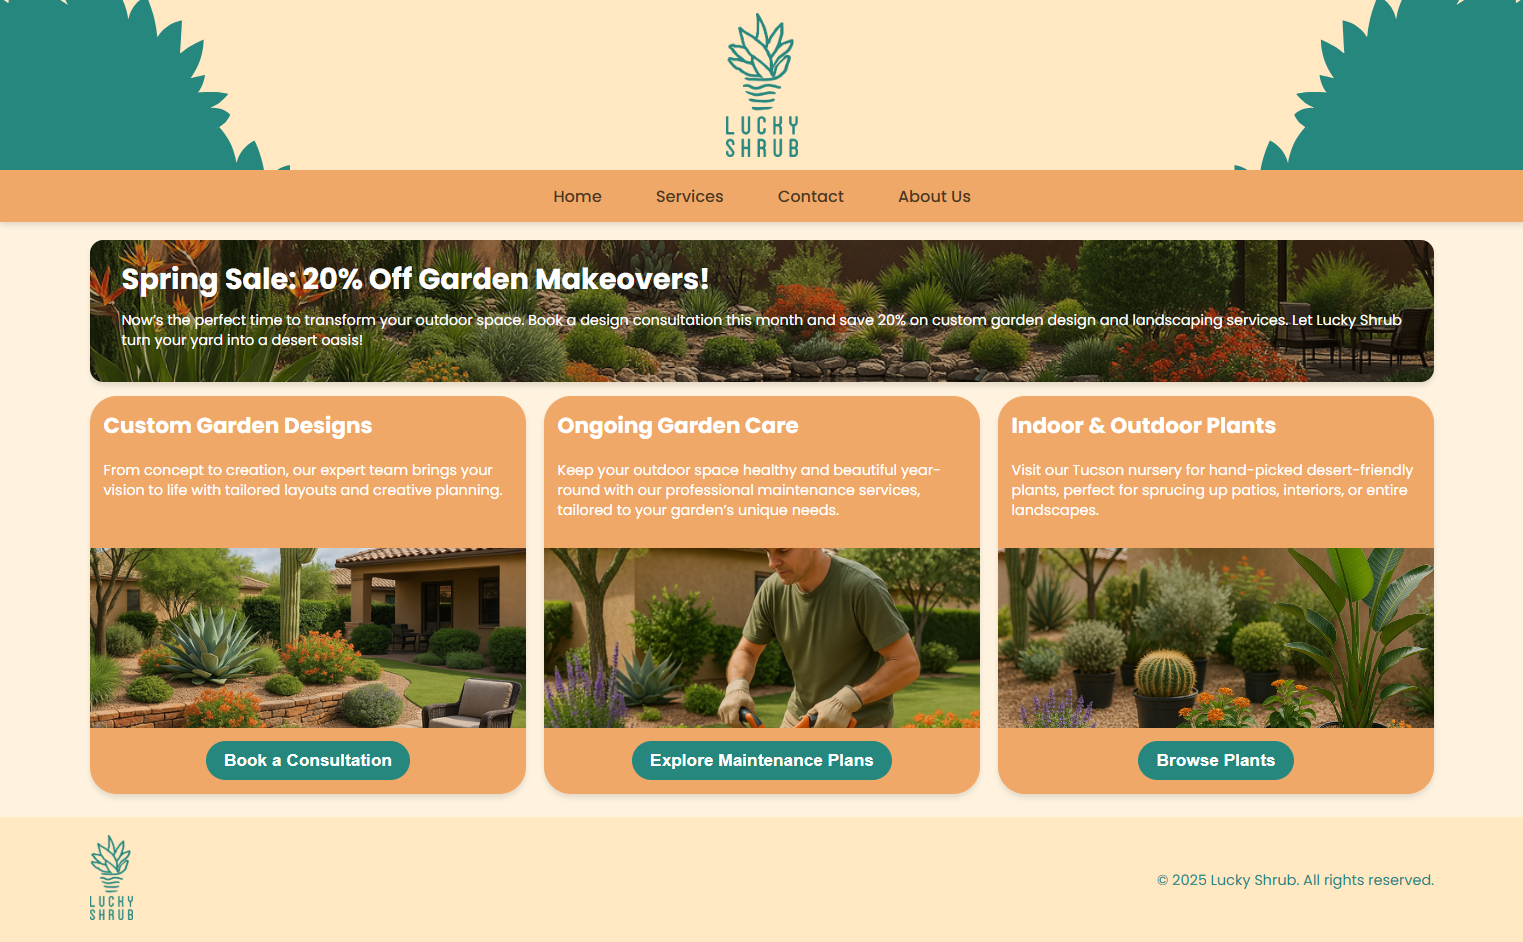 LUCKY
SHRUB
Home Services Contact About Us
Spring Sale: 20% Off Garden Makeovers!
Now’s the perfect time to transform your outdoor space. Book a design consultation this month and save 20% on custom garden design and landscaping services. Let Lucky Shrub
turn your yard into a desert oasis!
Custom Garden Designs
From concept to creation, our expert team brings your
vision to life with tailored layouts and creative planning.
Book a Consultation
Ongoing Garden Care
Keep your outdoor space healthy and beautiful year-
round with our professional maintenance services,
tailored to your garden’s unique needs.
Explore Maintenance Plans
Indoor & Outdoor Plants
Visit our Tucson nursery for hand-picked desert-friendly
plants, perfect for sprucing up patios, interiors, or entire
landscapes.
Browse Plants
LUCKY
SHRUB
© 2025 Lucky Shrub. All rights reserved.